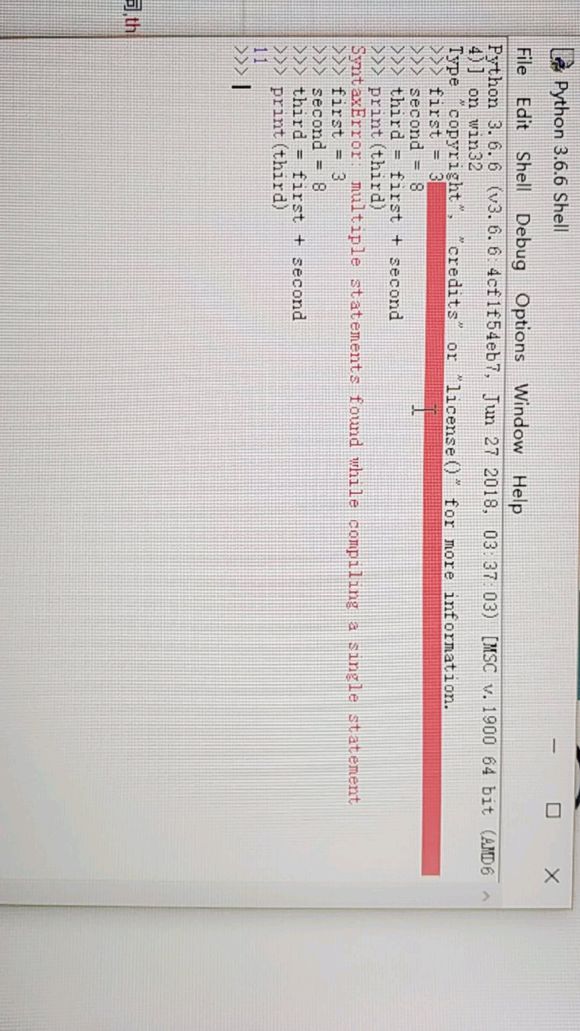 Python 3.6.6 Shell
File Edit Shell Debug Options Window Help
Python 3.6.6 (v3.6.6:4cf1f54eb7, Jun 27 2018, 03:37:03) [MSC v.1900 64 bit (AMD6
4)] on win32
Type "copyright", "credits" or "license()" for more information.
>>> first = 3
>>> second = 8
>>> third = first + second
>>> print(third)
SyntaxError: multiple statements found while compiling a single statement
>>> first = 3
>>> second = 8
>>> third = first + second
>>> print(third)
11
>>>
词,th